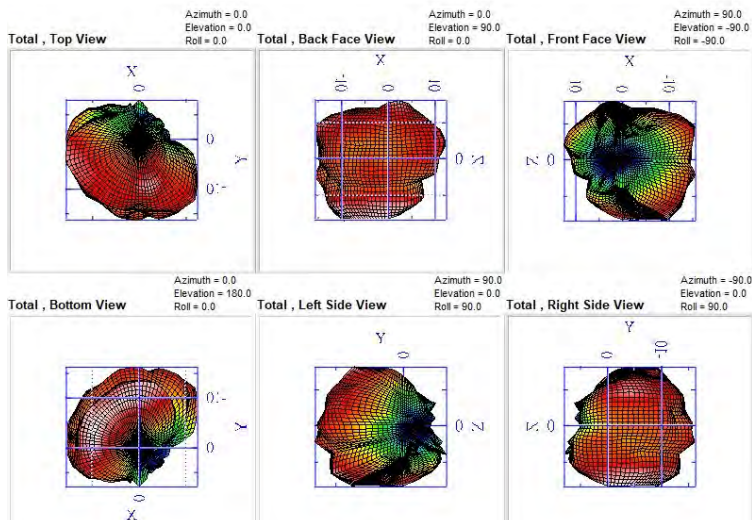 Azimuth = 0.0
Elevation = 0.0
Roll = 0.0
Total , Top View
X
0
0
Y
-10
Azimuth = 0.0
Elevation = 90.0
Roll = 0.0
Total , Back Face View
X
-10
0
10
0
Z
Azimuth = 90.0
Elevation = -90.0
Roll = -90.0
Total , Front Face View
X
10
0
-10
Z
0
Azimuth = 0.0
Elevation = 180.0
Roll = 0.0
Total , Bottom View
-10
0
Y
0
X
Azimuth = 90.0
Elevation = 0.0
Roll = 90.0
Total , Left Side View
Y
0
0
Z
Azimuth = -90.0
Elevation = 0.0
Roll = 90.0
Total , Right Side View
Y
0
-10
Z
0